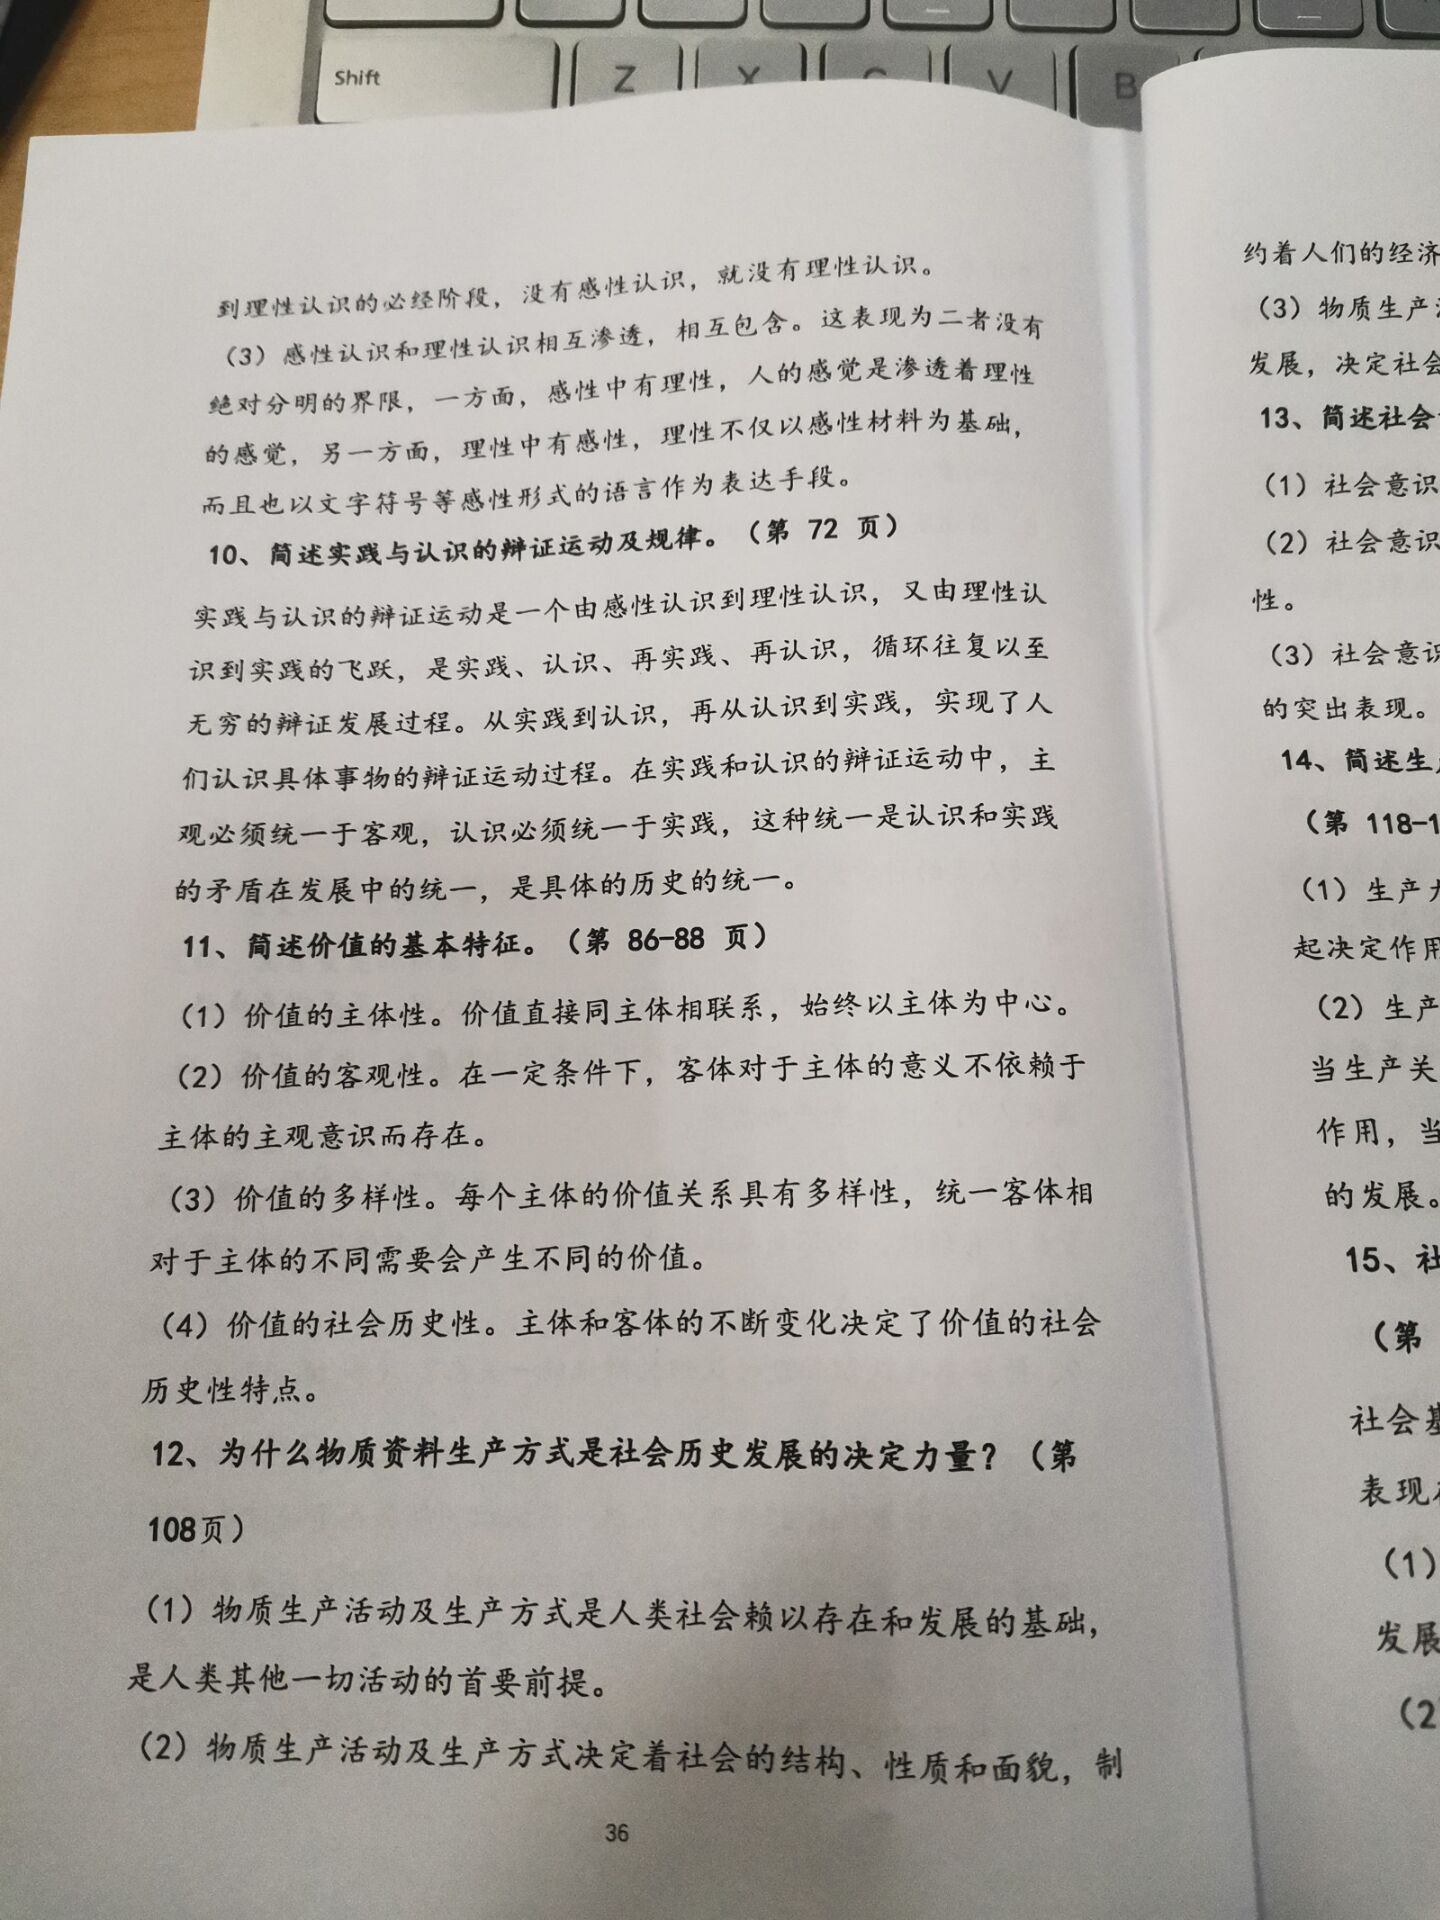 Shift
Z
X
C
V
B
到理性认识的必经阶段，没有感性认识，就没有理性认识。
（3）感性认识和理性认识相互渗透，相互包含。这表现为二者没有
绝对分明的界限，一方面，感性中有理性，人的感觉是渗透着理性
的感觉，另一方面，理性中有感性，理性不仅以感性材料为基础，
而且也以文字符号等感性形式的语言作为表达手段。
10、简述实践与认识的辩证运动及规律。（第 72 页）
实践与认识的辩证运动是一个由感性认识到理性认识，又由理性认
识到实践的飞跃，是实践、认识、再实践、再认识，循环往复以至
无穷的辩证发展过程。从实践到认识，再从认识到实践，实现了人
们认识具体事物的辩证运动过程。在实践和认识的辩证运动中，主
观必须统一于客观，认识必须统一于实践，这种统一是认识和实践
的矛盾在发展中的统一，是具体的历史的统一。
11、简述价值的基本特征。（第 86-88 页）
（1）价值的主体性。价值直接同主体相联系，始终以主体为中心。
（2）价值的客观性。在一定条件下，客体对于主体的意义不依赖于
主体的主观意识而存在。
（3）价值的多样性。每个主体的价值关系具有多样性，统一客体相
对于主体的不同需要会产生不同的价值。
（4）价值的社会历史性。主体和客体的不断变化决定了价值的社会
历史性特点。
12、为什么物质资料生产方式是社会历史发展的决定力量？（第
108页）
（1）物质生产活动及生产方式是人类社会赖以存在和发展的基础，
是人类其他一切活动的首要前提。
（2）物质生产活动及生产方式决定着社会的结构、性质和面貌，制
36
约着人们的经济
（3）物质生产
发展，决定社会
13、简述社会
（1）社会意识
（2）社会意识
性。
（3）社会意识
的突出表现。
14、简述生
（第 118-1
（1）生产
起决定作用
（2）生产
当生产关
作用，当
的发展。
15、社
（第
社会基
表现
（1）
发展
（2